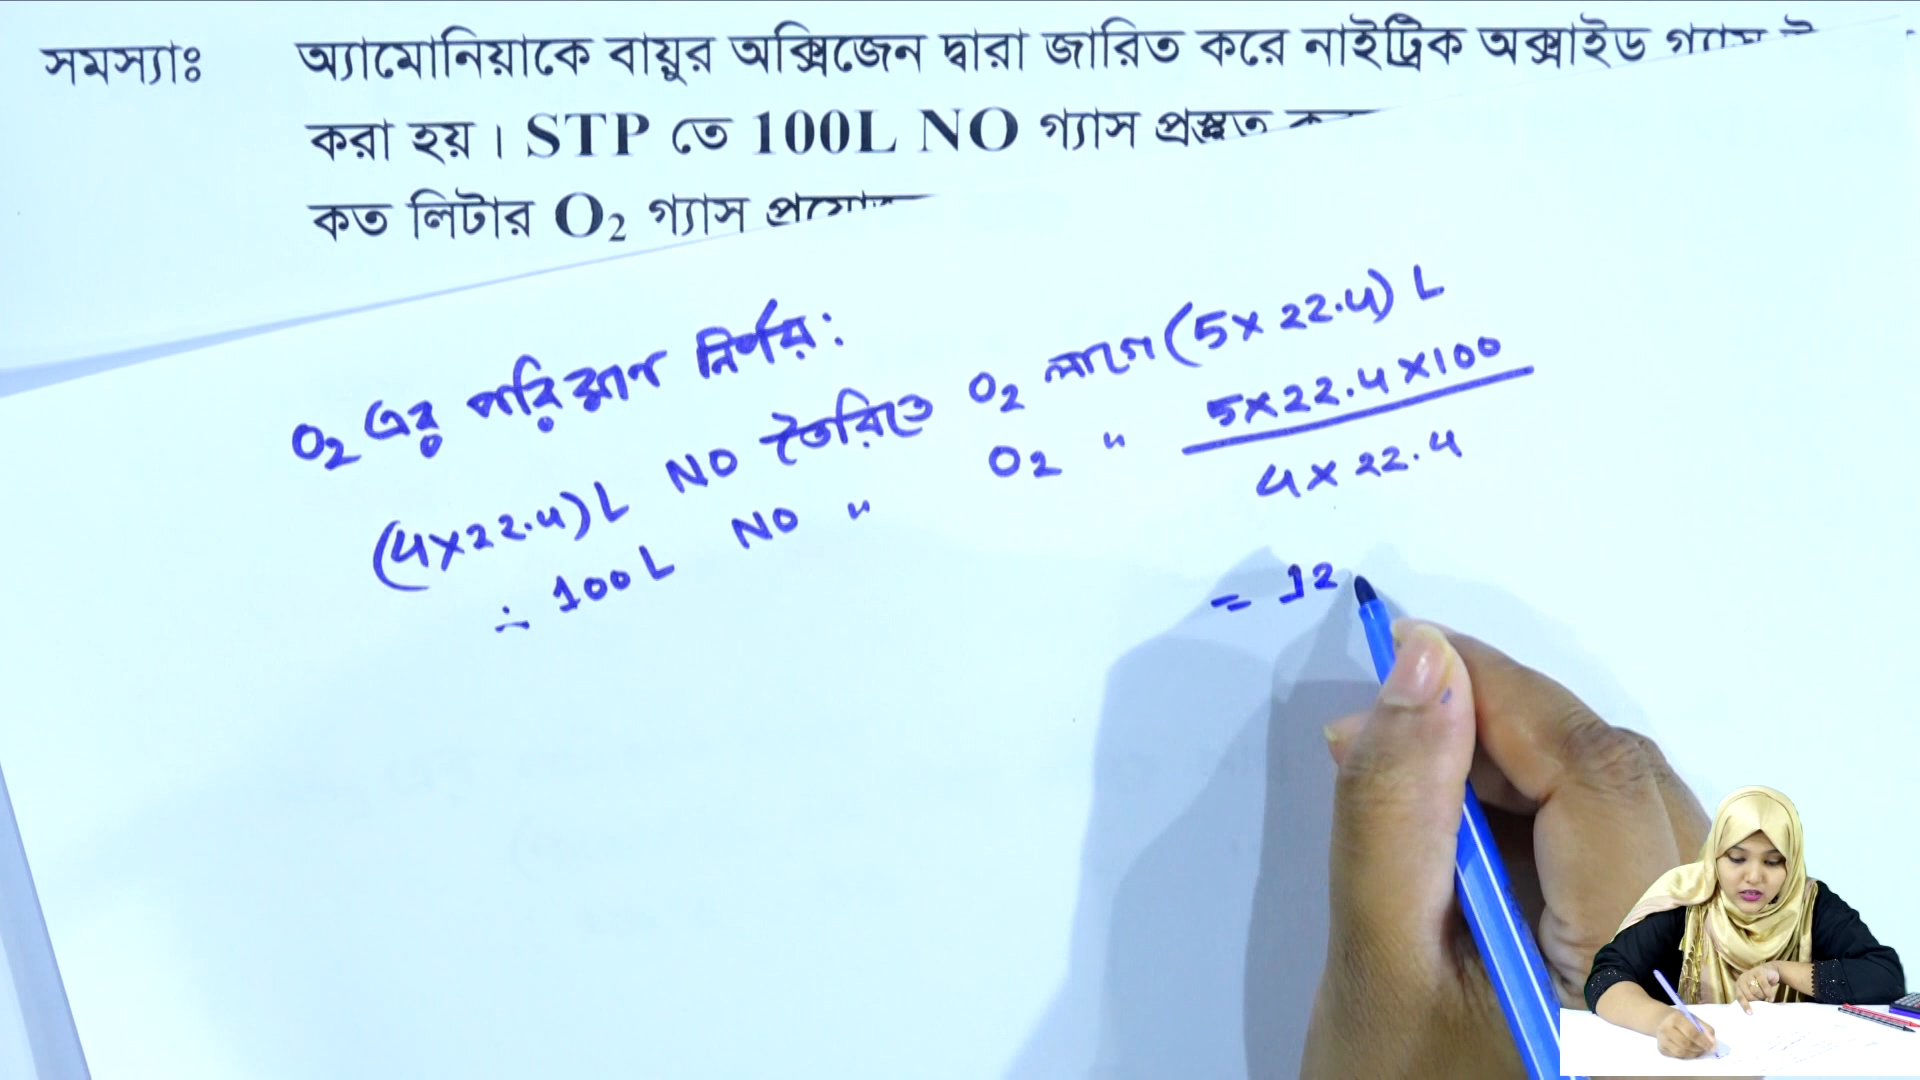 সমস্যাঃ অ্যামোনিয়াকে বায়ুর অক্সিজেন দ্বারা জারিত করে নাইট্রিক অক্সাইড গ্যাস
করা হয়। STP তে 100L NO গ্যাস প্রস্তুত
কত লিটার O₂ গ্যাস
O₂ এর পরিমাণ নির্ণয়:
(4×22.4) L NO তৈরিতে O₂ লাগে (5×22.4) L
∴ 100 L NO " O₂ " 5×22.4×100
4×22.4
= 12